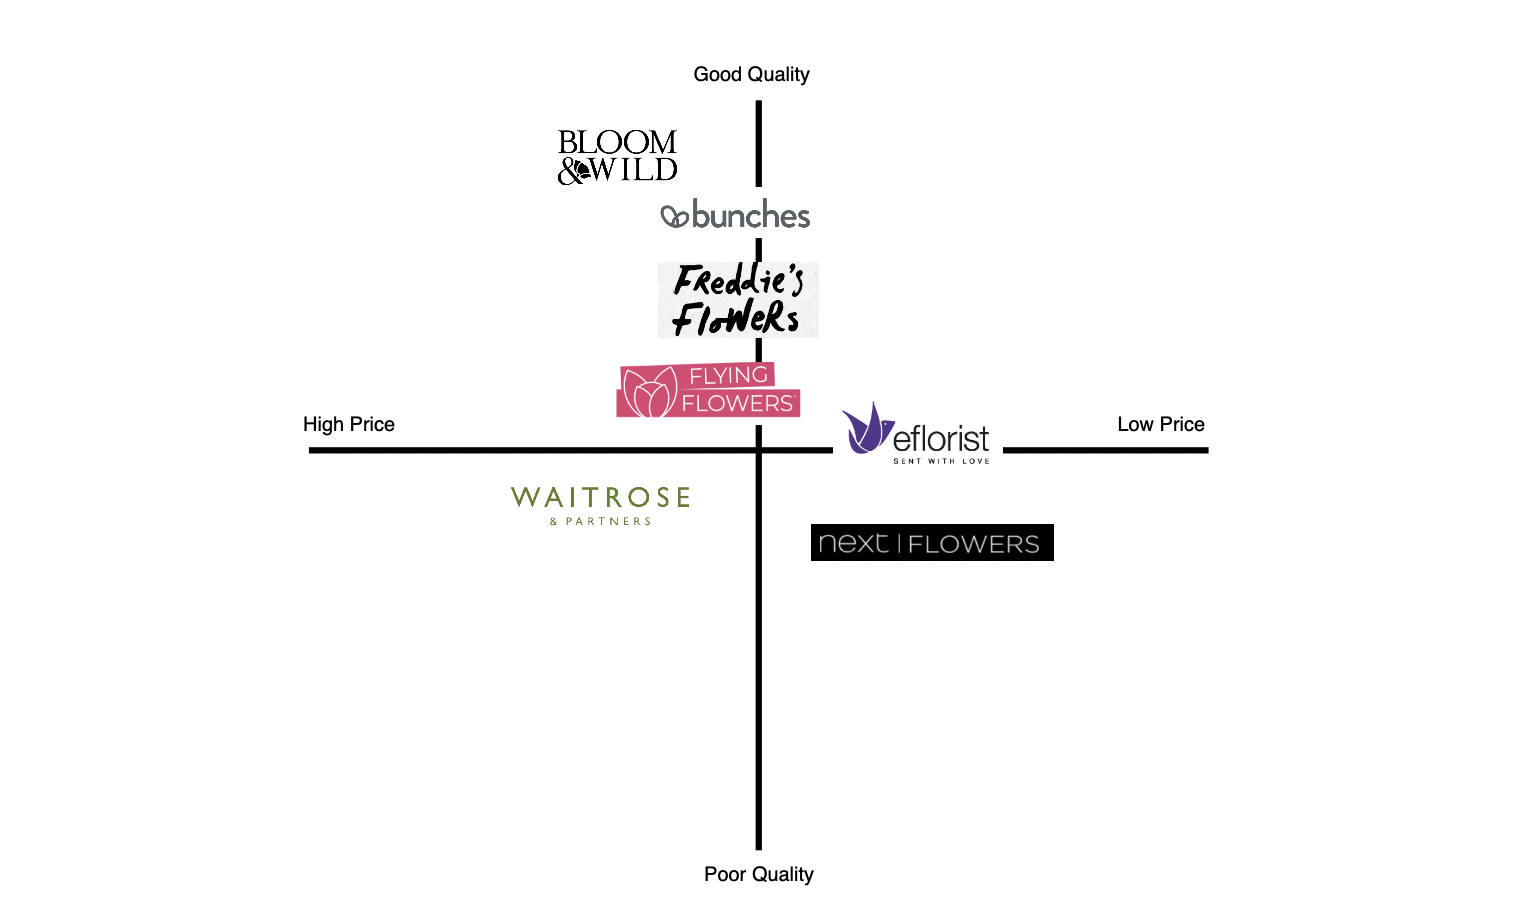 Good Quality
BLOOM
&WILD
bunches
Freddie's
Flowers
FLYING
FLOWERS™
High Price
eflorist
SENT WITH LOVE
Low Price
WAITROSE
& PARTNERS
next | FLOWERS
Poor Quality